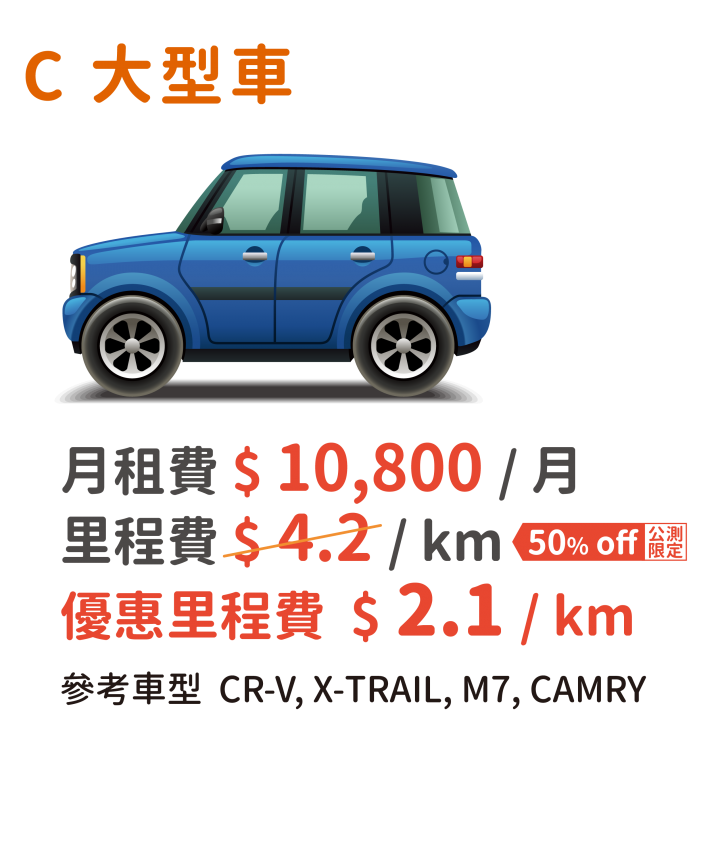 C 大型車
月租費 $ 10,800 / 月
里程費 $ 4.2 / km 50% off 公測限定
優惠里程費 $ 2.1 / km
參考車型 CR-V, X-TRAIL, M7, CAMRY